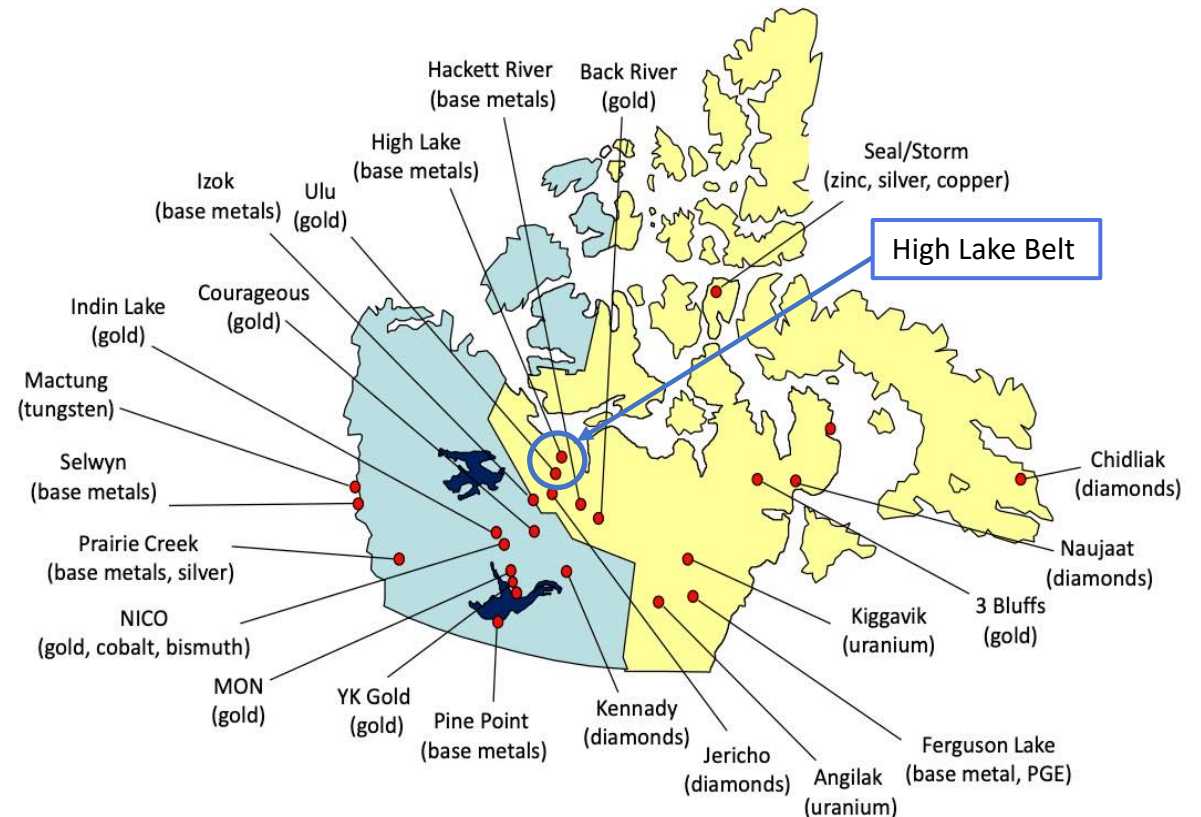 Hackett River
(base metals)
Back River
(gold)
High Lake
(base metals)
Seal/Storm
(zinc, silver, copper)
Izok
(base metals)
Ulu
(gold)
High Lake Belt
Courageous
(gold)
Indin Lake
(gold)
Mactung
(tungsten)
Selwyn
(base metals)
Chidliak
(diamonds)
Prairie Creek
(base metals, silver)
Naujaat
(diamonds)
NICO
(gold, cobalt, bismuth)
3 Bluffs
(gold)
Kiggavik
(uranium)
MON
(gold)
YK Gold
(gold)
Pine Point
(base metals)
Kennady
(diamonds)
Jericho
(diamonds)
Ferguson Lake
(base metal, PGE)
Angilak
(uranium)